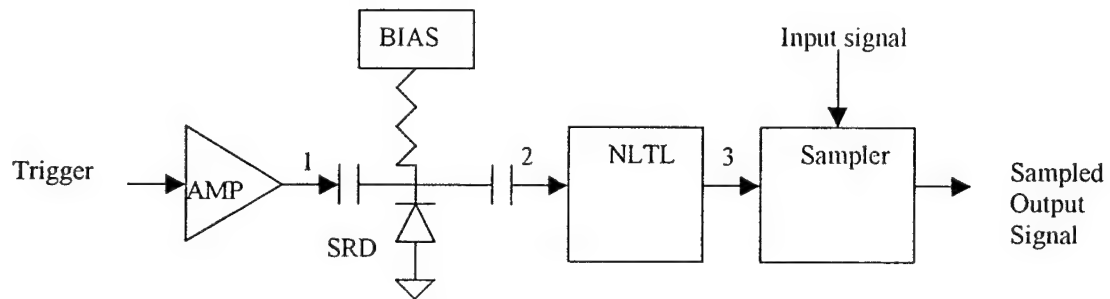 BIAS
Input signal
Trigger
AMP
1
SRD
2
NLTL
3
Sampler
Sampled
Output
Signal